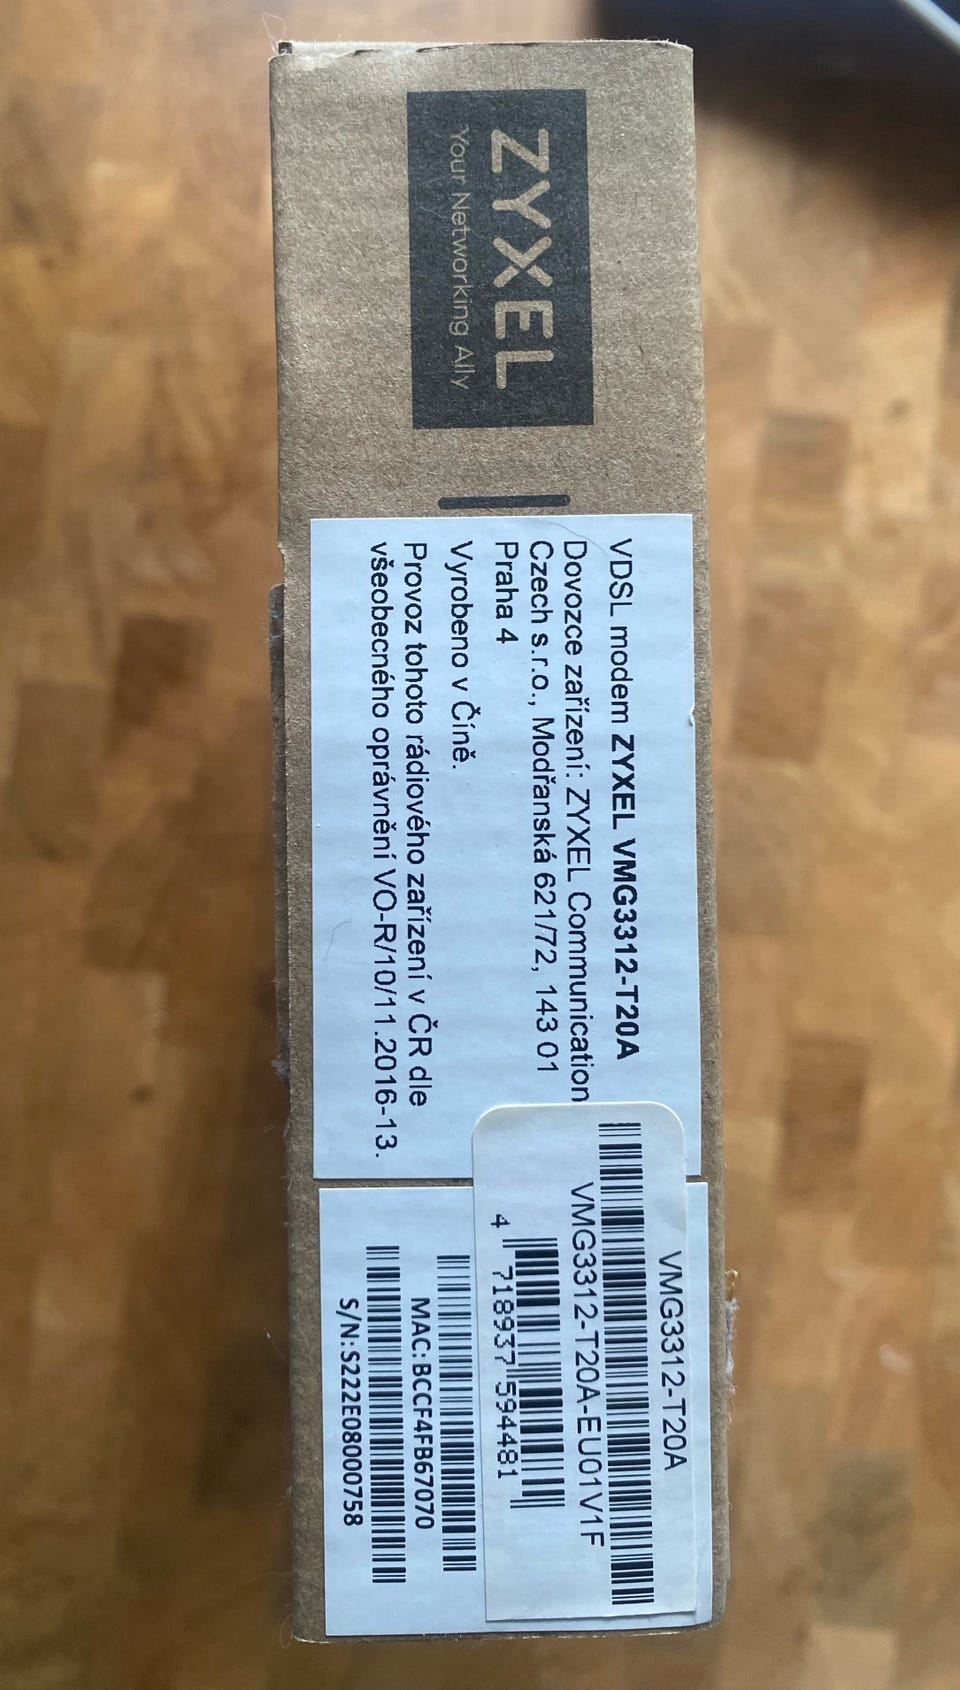 ZYXEL
Your Networking Ally
VDSL modem ZYXEL VMG3312-T20A
Dovozce zařízení: ZYXEL Communication
Czech s.r.o., Modřanská 621/72, 143 01
Praha 4
Vyrobeno v Číně.
Provoz tohoto rádiového zařízení v ČR dle
všeobecného oprávnění VO-R/10/11.2016-13.
VMG3312-T20A
VMG3312-T20A-EU01V1F
4 718937 594481
MAC:BCCF4FB67070
S/N:S222E08000758